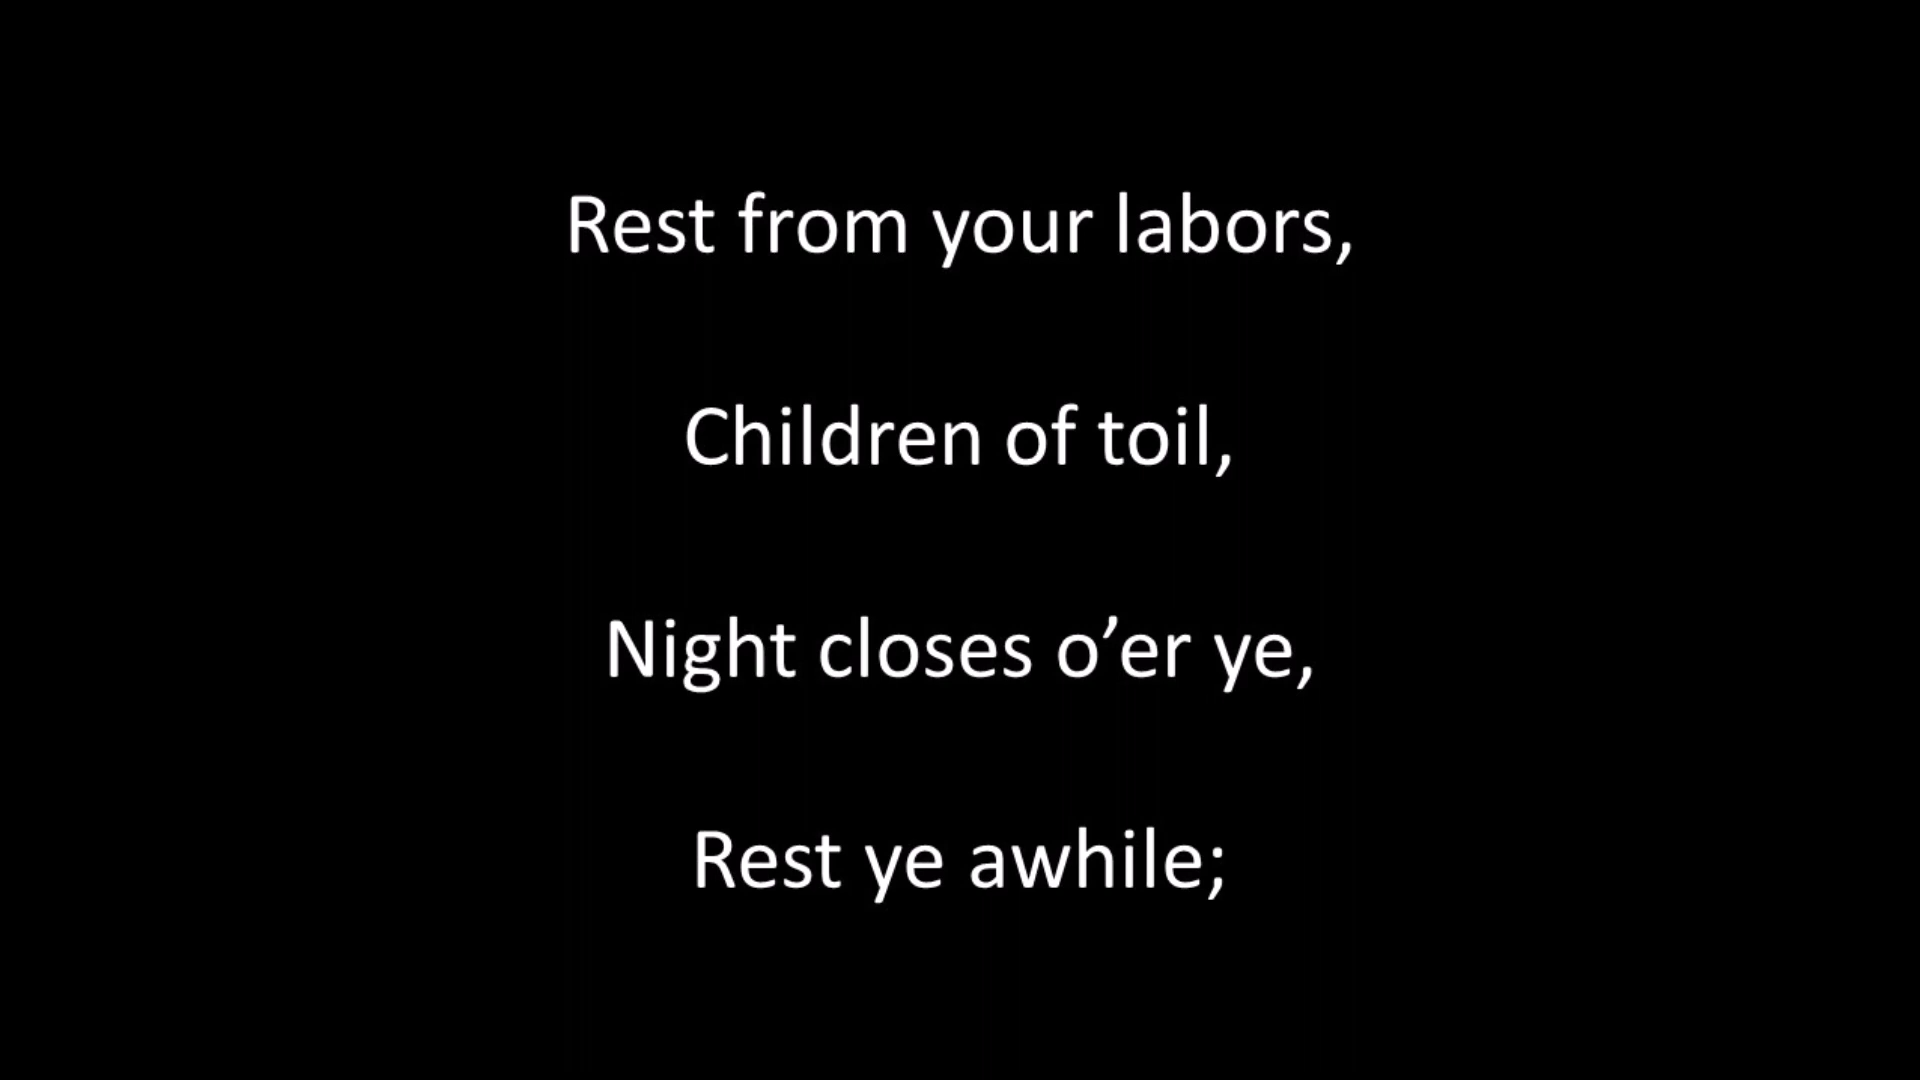 Rest from your labors,
Children of toil,
Night closes o’er ye,
Rest ye awhile;